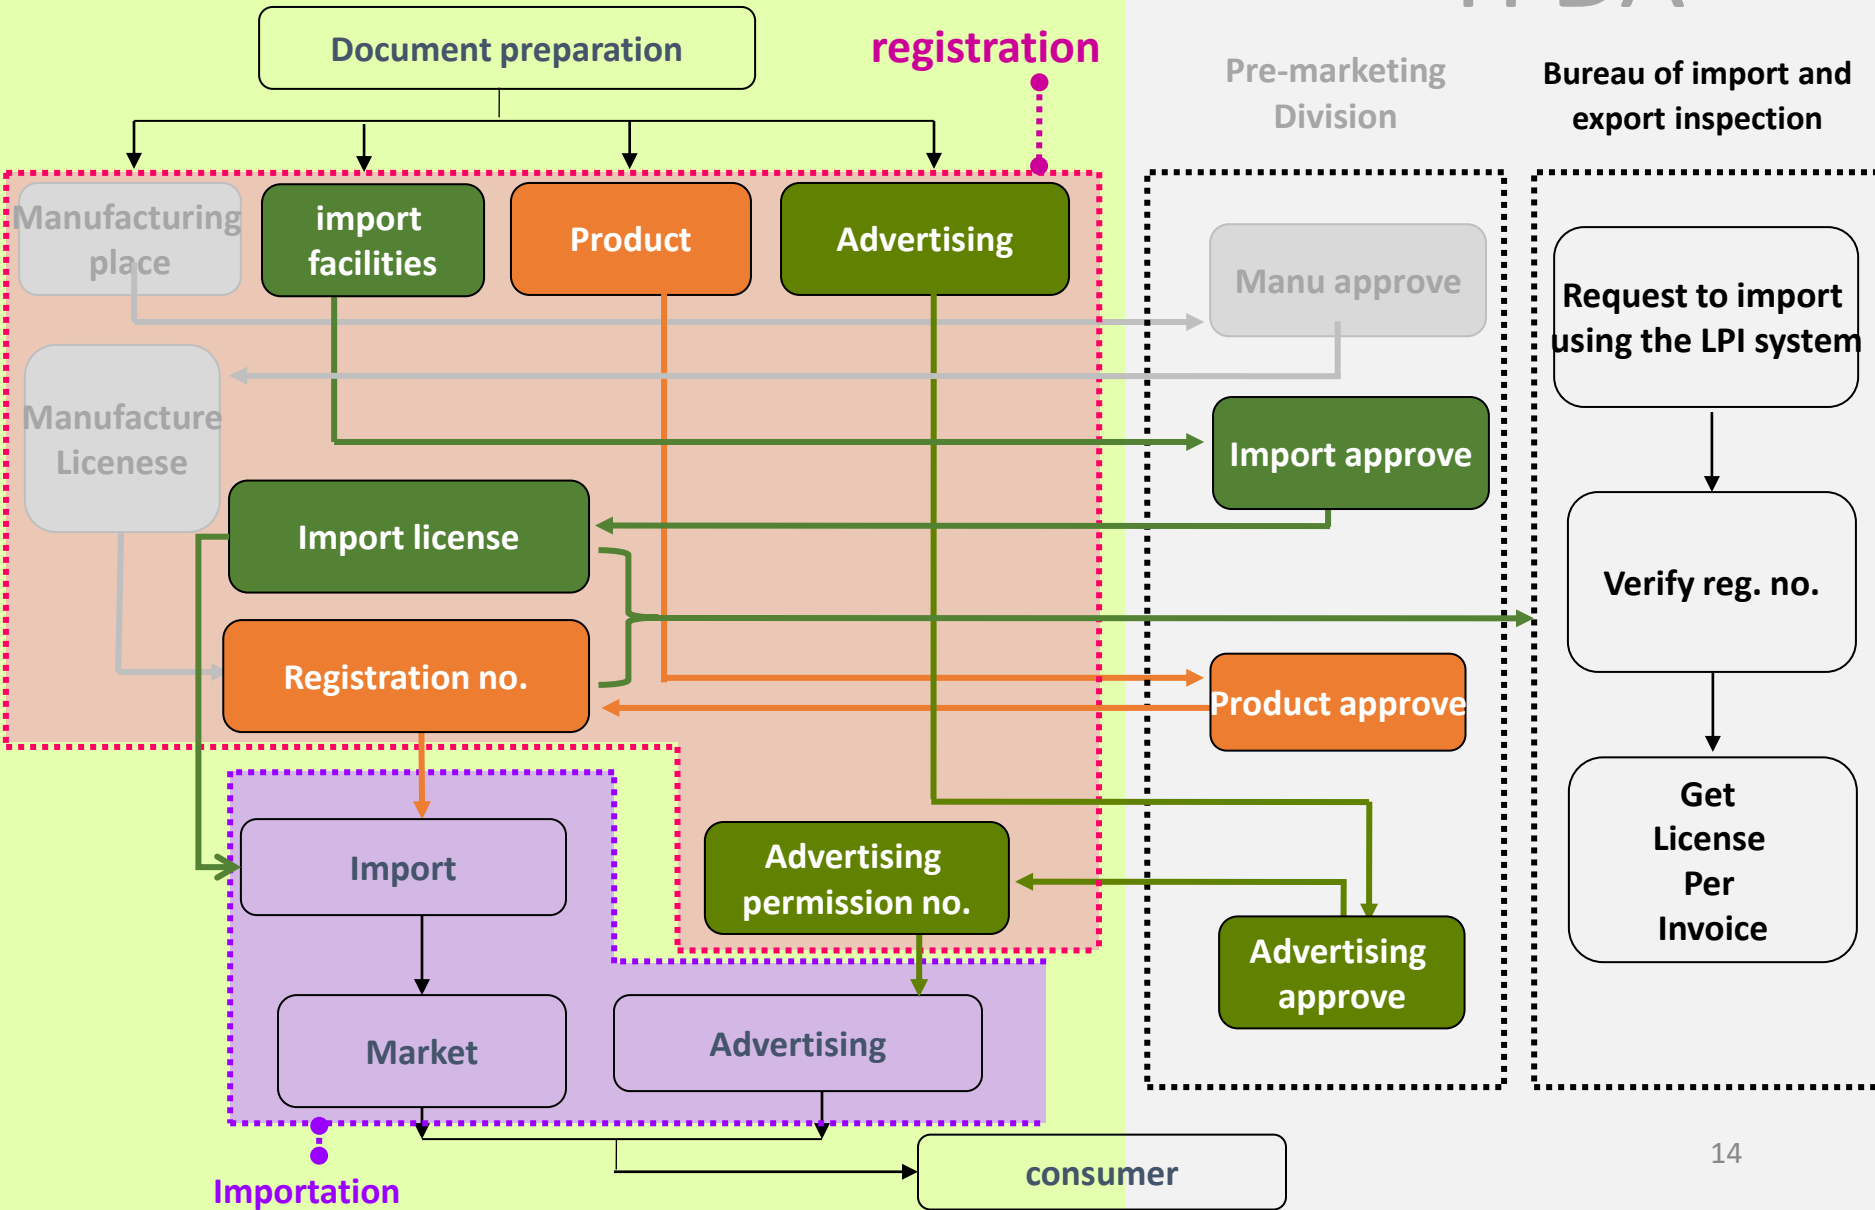 Document preparation
registration
Pre-marketing
Division
Bureau of import and
export inspection
Manufacturing
place
import
facilities
Product
Advertising
Manu approve
Request to import
using the LPI system
Manufacture
Licenese
Import approve
Import license
Verify reg. no.
Registration no.
Product approve
Get
License
Per
Invoice
Import
Advertising
permission no.
Advertising
approve
Market
Advertising
consumer
Importation
14